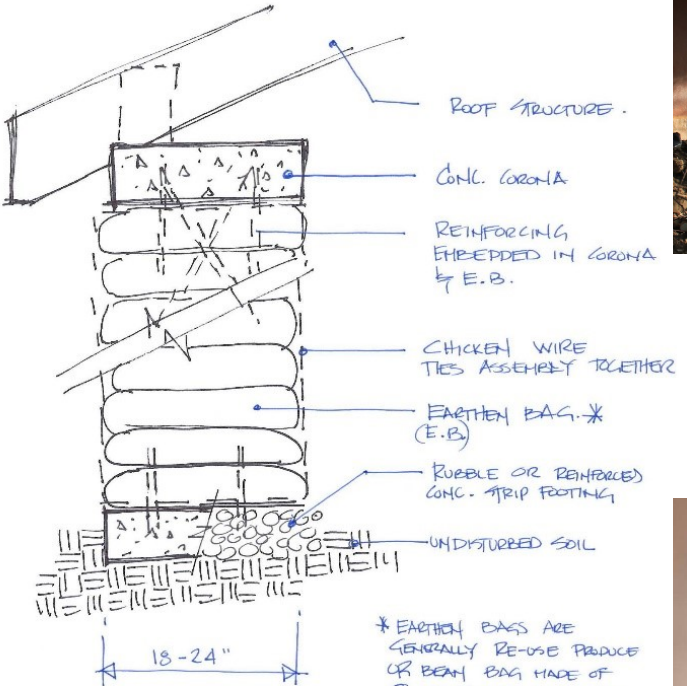 ROOF STRUCTURE.
CONC. CORONA
REINFORCING
EMBEDDED IN CORONA
& E.B.
CHICKEN WIRE
TIES ASSEMBLY TOGETHER
EARTHEN BAG.*
(E.B)
RUBBLE OR REINFORCED
CONC. STRIP FOOTING
UNDISTURBED SOIL
18-24"
* EARTHEN BAGS ARE
GENERALLY RE-USE PRODUCE
OR BEAN BAG MADE OF